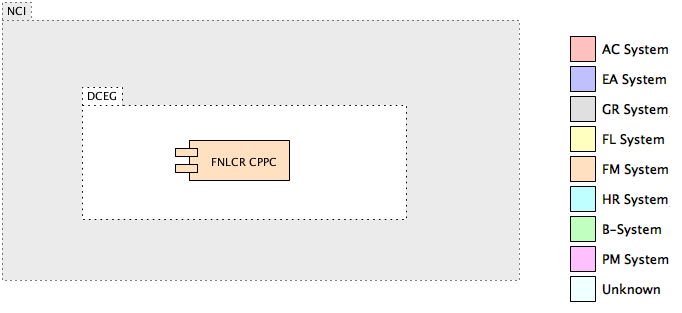 NCI
DCEG
FNLCR CPPC
AC System
EA System
GR System
FL System
FM System
HR System
B-System
PM System
Unknown